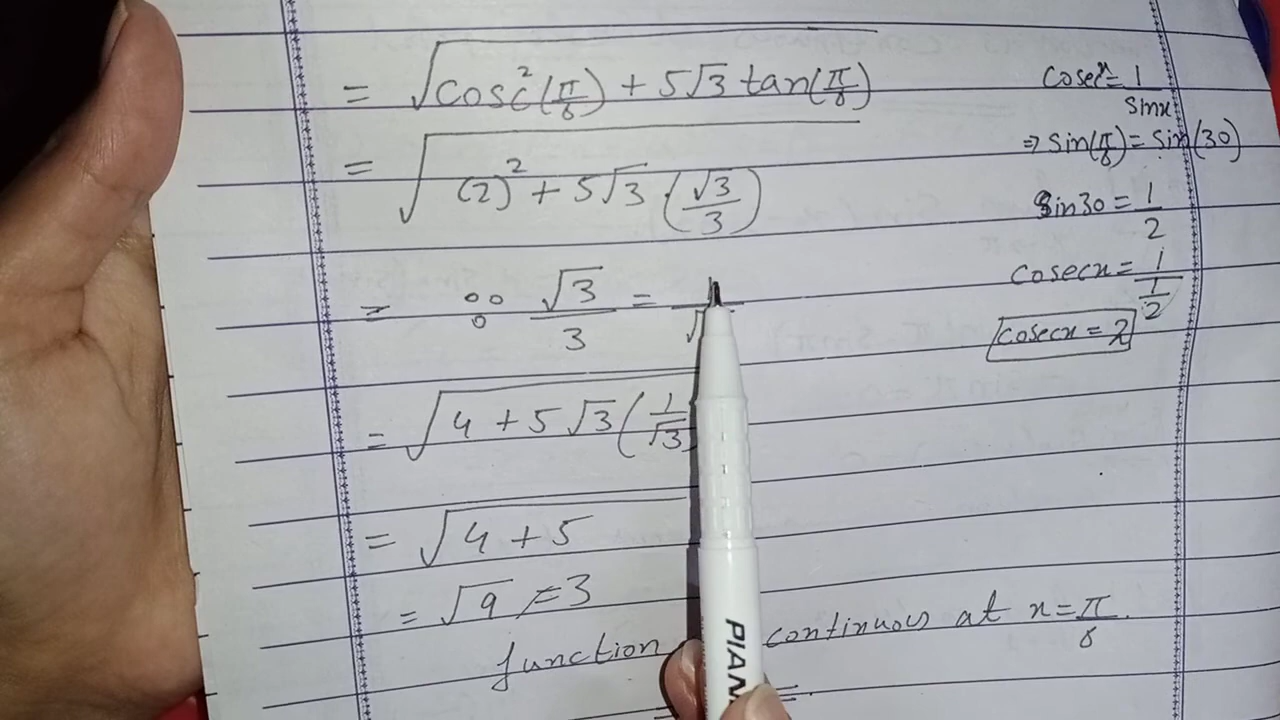 = √cosec²(π/6) + 5√3 tan(π/6)
= √(2)² + 5√3 . (√3/3)
= ∵ √3/3 = 1/√
= √4 + 5√3 (1/√3)
= √4 + 5
= √9 = 3
function continuous at x = π/6.
cosecx = 1/sinx
⇒ sin(π/6) = sin(30)
sin30 = 1/2
cosecx = 1/(1/2)
cosecx = 2
PIAN